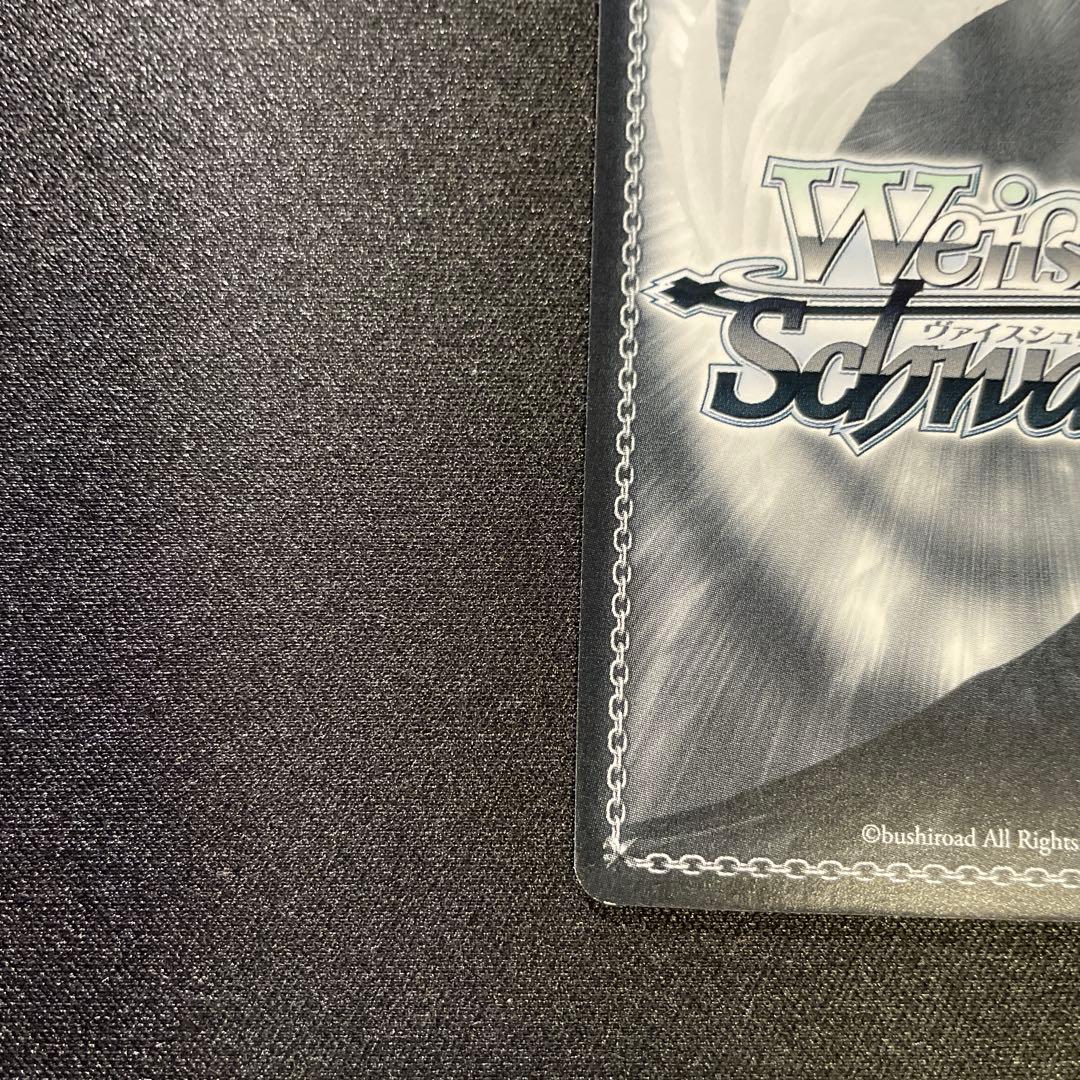 Weiß
ヴァイスシュ
Schwa
©bushiroad All Rights